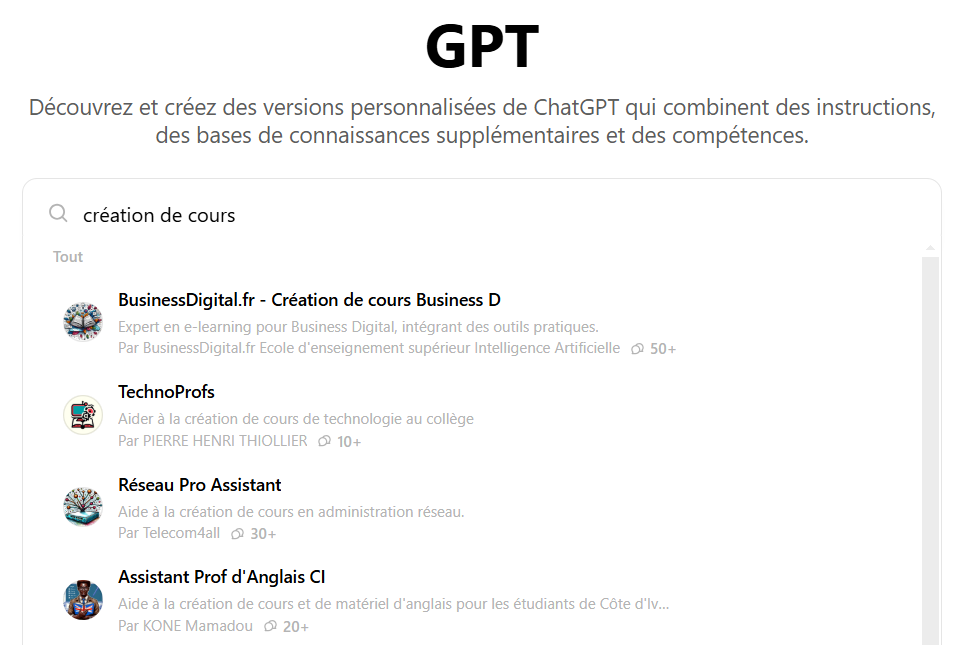 GPT
Découvrez et créez des versions personnalisées de ChatGPT qui combinent des instructions,
des bases de connaissances supplémentaires et des compétences.
création de cours
Tout
BusinessDigital.fr - Création de cours Business D
Expert en e-learning pour Business Digital, intégrant des outils pratiques.
Par BusinessDigital.fr Ecole d'enseignement supérieur Intelligence Artificielle 50+
TechnoProfs
Aider à la création de cours de technologie au collège
Par PIERRE HENRI THIOLLIER 10+
Réseau Pro Assistant
Aide à la création de cours en administration réseau.
Par Telecom4all 30+
Assistant Prof d'Anglais CI
Aide à la création de cours et de matériel d'anglais pour les étudiants de Côte d'Iv...
Par KONE Mamadou 20+